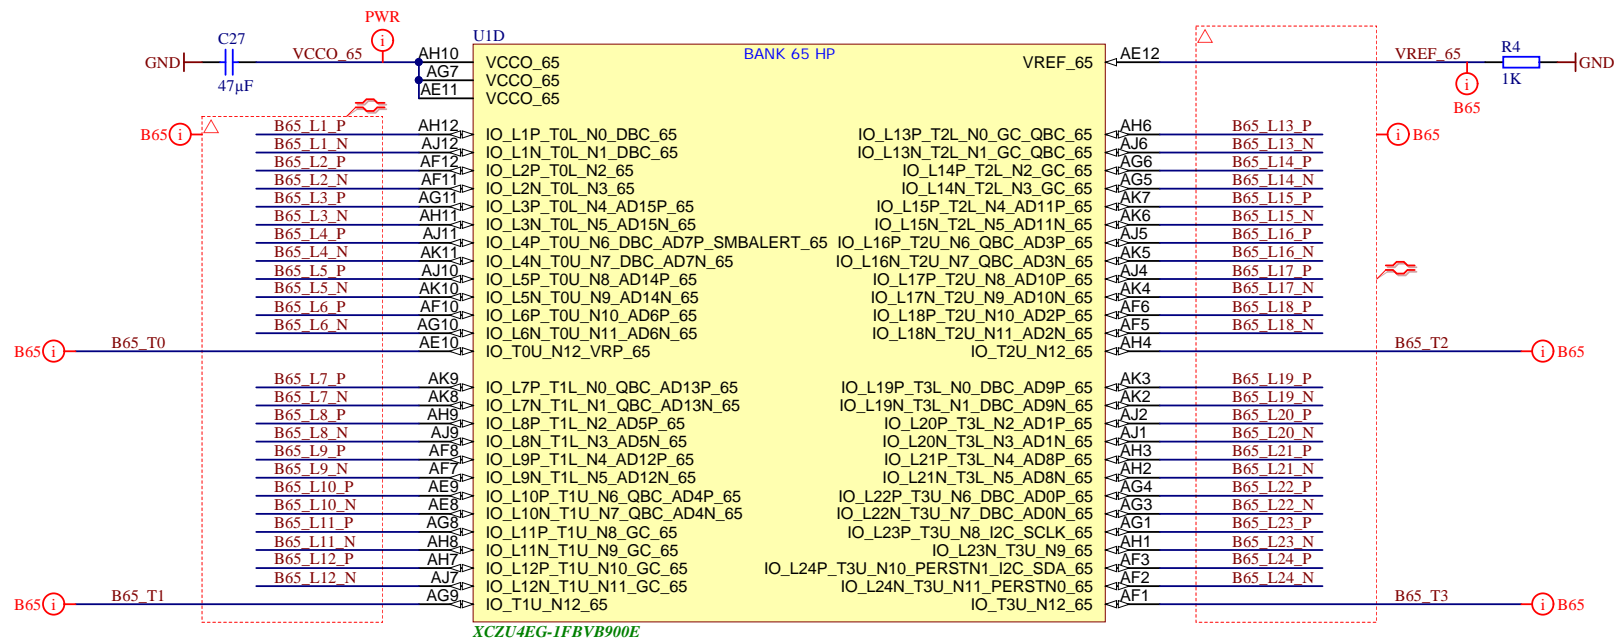 PWR
C27
U1D
GND
VCCO_65
AH10
VCCO_65
BANK 65 HP
VREF_65
AE12
VREF_65
R4
GND
47µF
AG7
VCCO_65
1K
AE11
VCCO_65
B65
B65
B65_L1_P AH12 IO_L1P_T0L_N0_DBC_65 IO_L13P_T2L_N0_GC_QBC_65 AH6 B65_L13_P
B65
B65_L1_N AJ12 IO_L1N_T0L_N1_DBC_65 IO_L13N_T2L_N1_GC_QBC_65 AJ6 B65_L13_N
B65_L2_P AF12 IO_L2P_T0L_N2_65 IO_L14P_T2L_N2_GC_65 AG6 B65_L14_P
B65_L2_N AF11 IO_L2N_T0L_N3_65 IO_L14N_T2L_N3_GC_65 AG5 B65_L14_N
B65_L3_P AG11 IO_L3P_T0L_N4_AD15P_65 IO_L15P_T2L_N4_AD11P_65 AK7 B65_L15_P
B65_L3_N AH11 IO_L3N_T0L_N5_AD15N_65 IO_L15N_T2L_N5_AD11N_65 AK6 B65_L15_N
B65_L4_P AJ11 IO_L4P_T0U_N6_DBC_AD7P_SMBALERT_65 IO_L16P_T2U_N6_QBC_AD3P_65 AJ5 B65_L16_P
B65_L4_N AK11 IO_L4N_T0U_N7_DBC_AD7N_65 IO_L16N_T2U_N7_QBC_AD3N_65 AK5 B65_L16_N
B65_L5_P AJ10 IO_L5P_T0U_N8_AD14P_65 IO_L17P_T2U_N8_AD10P_65 AJ4 B65_L17_P
B65_L5_N AK10 IO_L5N_T0U_N9_AD14N_65 IO_L17N_T2U_N9_AD10N_65 AK4 B65_L17_N
B65_L6_P AF10 IO_L6P_T0U_N10_AD6P_65 IO_L18P_T2U_N10_AD2P_65 AF6 B65_L18_P
B65_L6_N AG10 IO_L6N_T0U_N11_AD6N_65 IO_L18N_T2U_N11_AD2N_65 AF5 B65_L18_N
B65 B65_T0 AE10 IO_T0U_N12_VRP_65 IO_T2U_N12_65 AH4 B65_T2 B65
B65_L7_P AK9 IO_L7P_T1L_N0_QBC_AD13P_65 IO_L19P_T3L_N0_DBC_AD9P_65 AK3 B65_L19_P
B65_L7_N AK8 IO_L7N_T1L_N1_QBC_AD13N_65 IO_L19N_T3L_N1_DBC_AD9N_65 AK2 B65_L19_N
B65_L8_P AH9 IO_L8P_T1L_N2_AD5P_65 IO_L20P_T3L_N2_AD1P_65 AJ2 B65_L20_P
B65_L8_N AJ9 IO_L8N_T1L_N3_AD5N_65 IO_L20N_T3L_N3_AD1N_65 AJ1 B65_L20_N
B65_L9_P AF8 IO_L9P_T1L_N4_AD12P_65 IO_L21P_T3L_N4_AD8P_65 AH3 B65_L21_P
B65_L9_N AF7 IO_L9N_T1L_N5_AD12N_65 IO_L21N_T3L_N5_AD8N_65 AH2 B65_L21_N
B65_L10_P AE9 IO_L10P_T1U_N6_QBC_AD4P_65 IO_L22P_T3U_N6_DBC_AD0P_65 AG4 B65_L22_P
B65_L10_N AE8 IO_L10N_T1U_N7_QBC_AD4N_65 IO_L22N_T3U_N7_DBC_AD0N_65 AG3 B65_L22_N
B65_L11_P AG8 IO_L11P_T1U_N8_GC_65 IO_L23P_T3U_N8_I2C_SCLK_65 AG1 B65_L23_P
B65_L11_N AH8 IO_L11N_T1U_N9_GC_65 IO_L23N_T3U_N9_65 AH1 B65_L23_N
B65_L12_P AH7 IO_L12P_T1U_N10_GC_65 IO_L24P_T3U_N10_PERSTN1_I2C_SDA_65 AF3 B65_L24_P
B65_L12_N AJ7 IO_L12N_T1U_N11_GC_65 IO_L24N_T3U_N11_PERSTN0_65 AF2 B65_L24_N
B65 B65_T1 AG9 IO_T1U_N12_65 IO_T3U_N12_65 AF1 B65_T3 B65
XCZU4EG-1FBVB900E